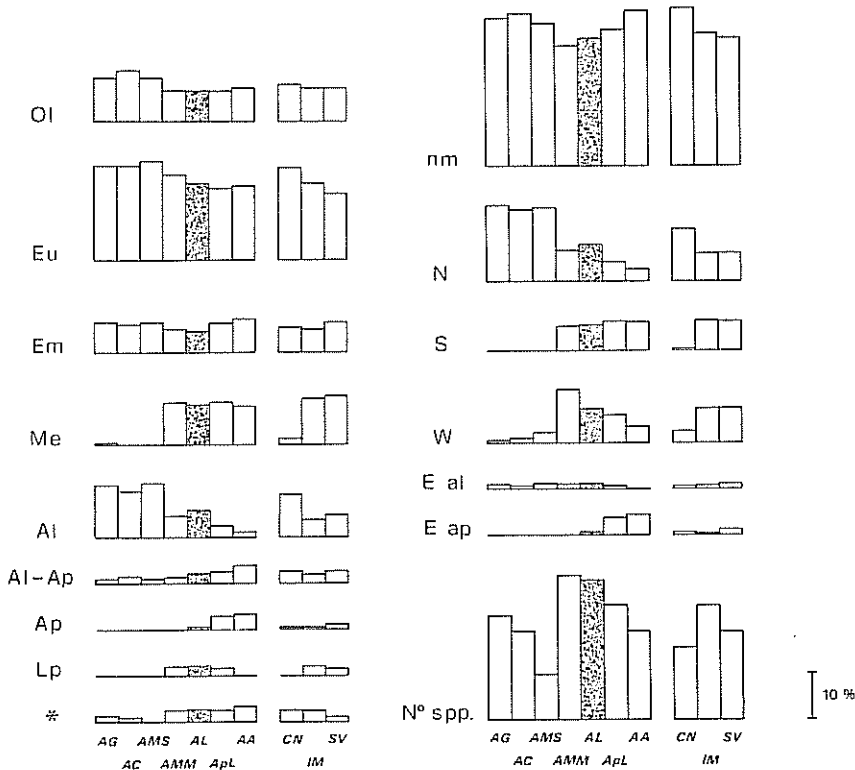 Ol
Eu
Em
Me
Al
Al-Ap
Ap
Lp
*
AG AMS AL AA CN SV
AC AMM ApL IM
nm
N
S
W
E al
E ap
Nº spp.
10 %
AG AMS AL AA CN SV
AC AMM ApL IM